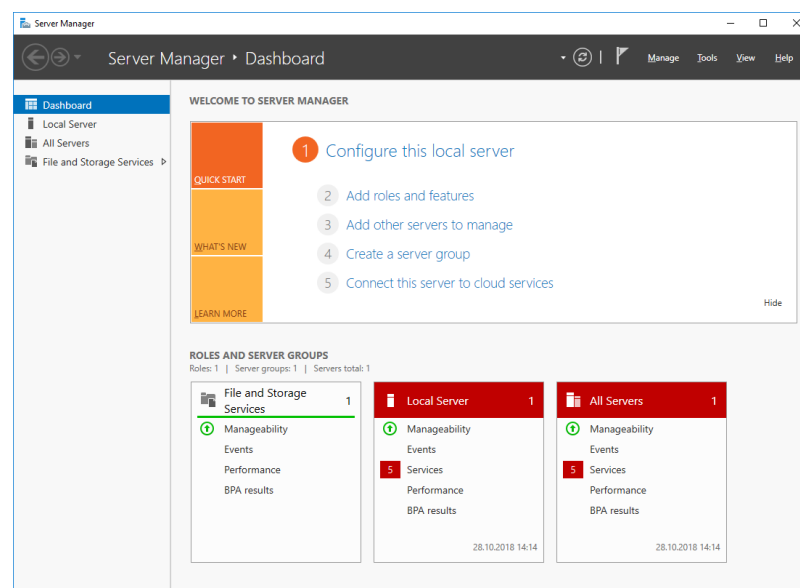 Server Manager
Server Manager • Dashboard
Manage Tools View Help
Dashboard
Local Server
All Servers
File and Storage Services
WELCOME TO SERVER MANAGER
QUICK START
WHAT'S NEW
LEARN MORE
1 Configure this local server
2 Add roles and features
3 Add other servers to manage
4 Create a server group
5 Connect this server to cloud services
Hide
ROLES AND SERVER GROUPS
Roles: 1 | Server groups: 1 | Servers total: 1
File and Storage
Services
1
Manageability
Events
Performance
BPA results
Local Server 1
Manageability
Events
5 Services
Performance
BPA results
28.10.2018 14:14
All Servers 1
Manageability
Events
5 Services
Performance
BPA results
28.10.2018 14:14